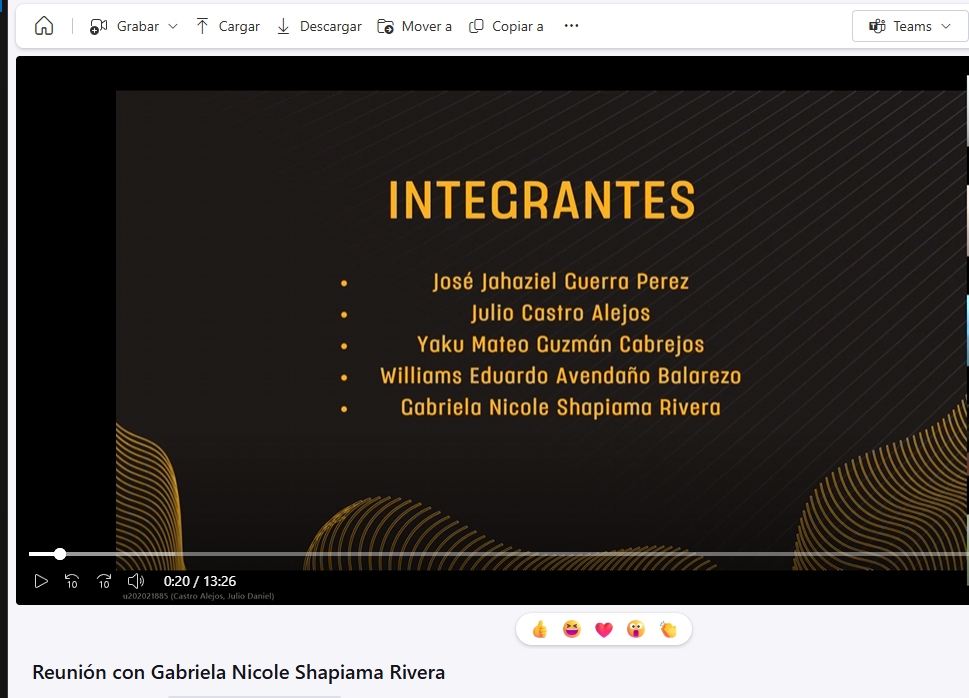 Grabar
Cargar
Descargar
Mover a
Copiar a
Teams
INTEGRANTES
• José Jahaziel Guerra Perez
• Julio Castro Alejos
• Yaku Mateo Guzmán Cabrejos
• Williams Eduardo Avendaño Balarezo
• Gabriela Nicole Shapiama Rivera
10
10
0:20 / 13:26
u202021885 (Castro Alejos, Julio Daniel)
Reunión con Gabriela Nicole Shapiama Rivera